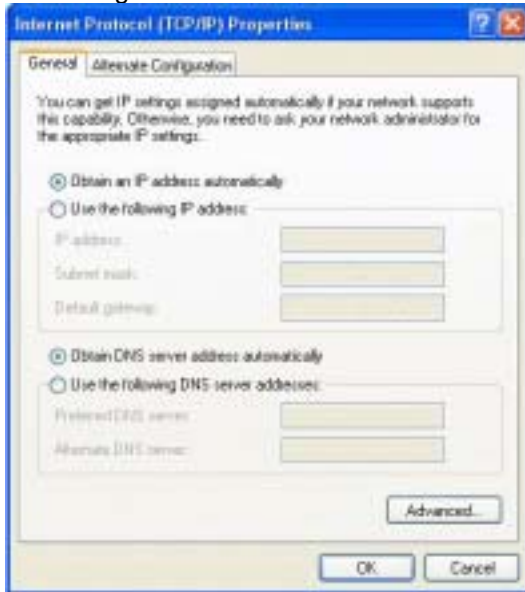 Internet Protocol (TCP/IP) Properties
General
Alternate Configuration
You can get IP settings assigned automatically if your network supports
this capability. Otherwise, you need to ask your network administrator for
the appropriate IP settings.
Obtain an IP address automatically
Use the following IP address:
IP address:
Subnet mask:
Default gateway:
Obtain DNS server address automatically
Use the following DNS server addresses:
Preferred DNS server:
Alternate DNS server:
Advanced...
OK
Cancel